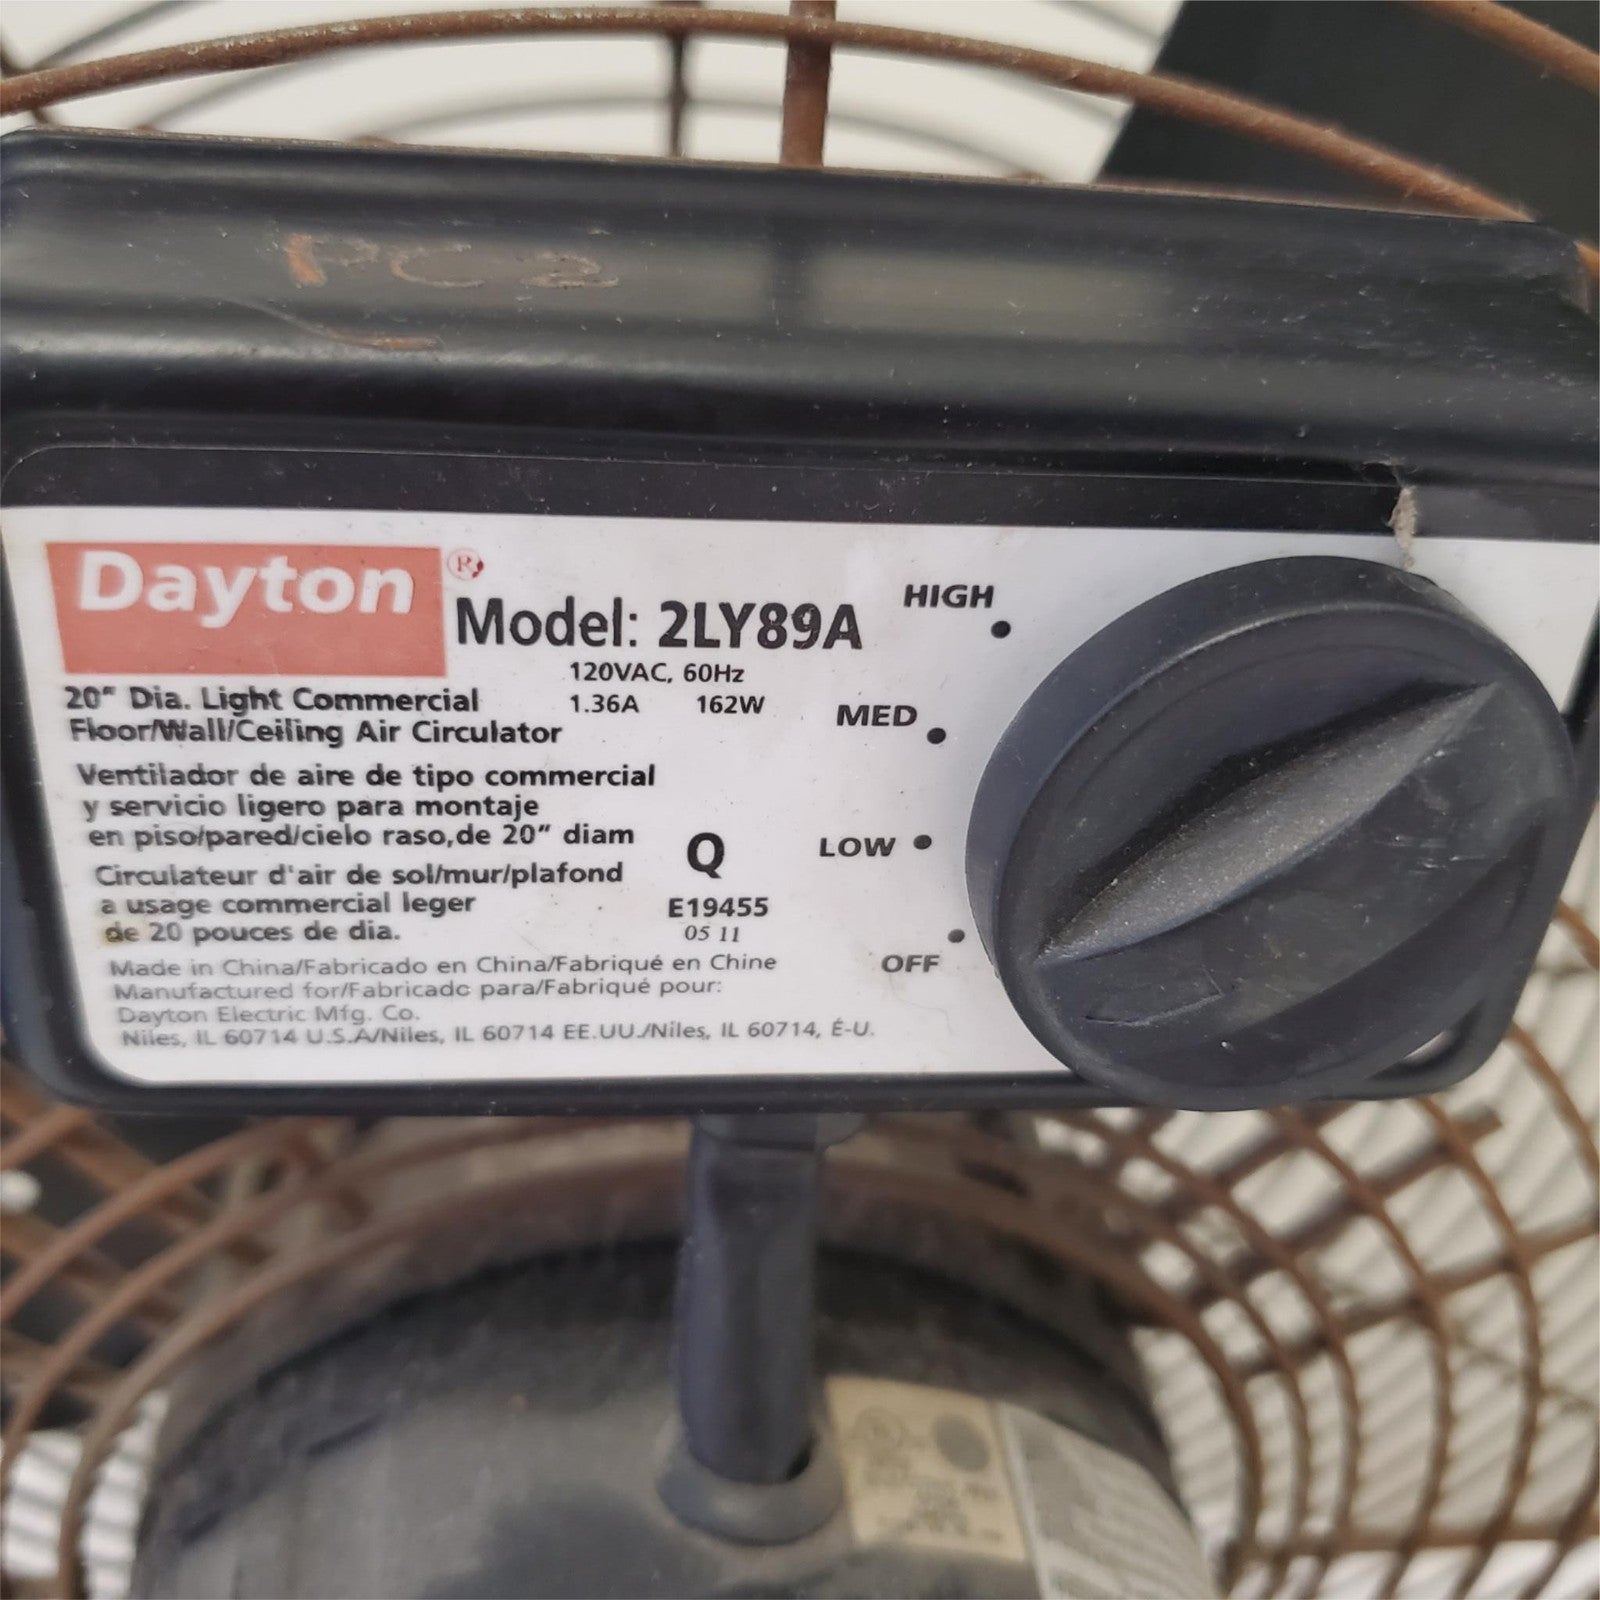 PC2
Dayton®
Model: 2LY89A
120VAC, 60Hz
1.36A 162W
20" Dia. Light Commercial
Floor/Wall/Ceiling Air Circulator
Ventilador de aire de tipo commercial
y servicio ligero para montaje
en piso/pared/cielo raso,de 20" diam
Circulateur d'air de sol/mur/plafond
a usage commercial leger
de 20 pouces de dia.
Q
E19455
05 11
Made in China/Fabricado en China/Fabriqué en Chine
Manufactured for/Fabricado para/Fabriqué pour:
Dayton Electric Mfg. Co.
Niles, IL 60714 U.S.A/Niles, IL 60714 EE.UU./Niles, IL 60714, É-U.
HIGH
MED
LOW
OFF